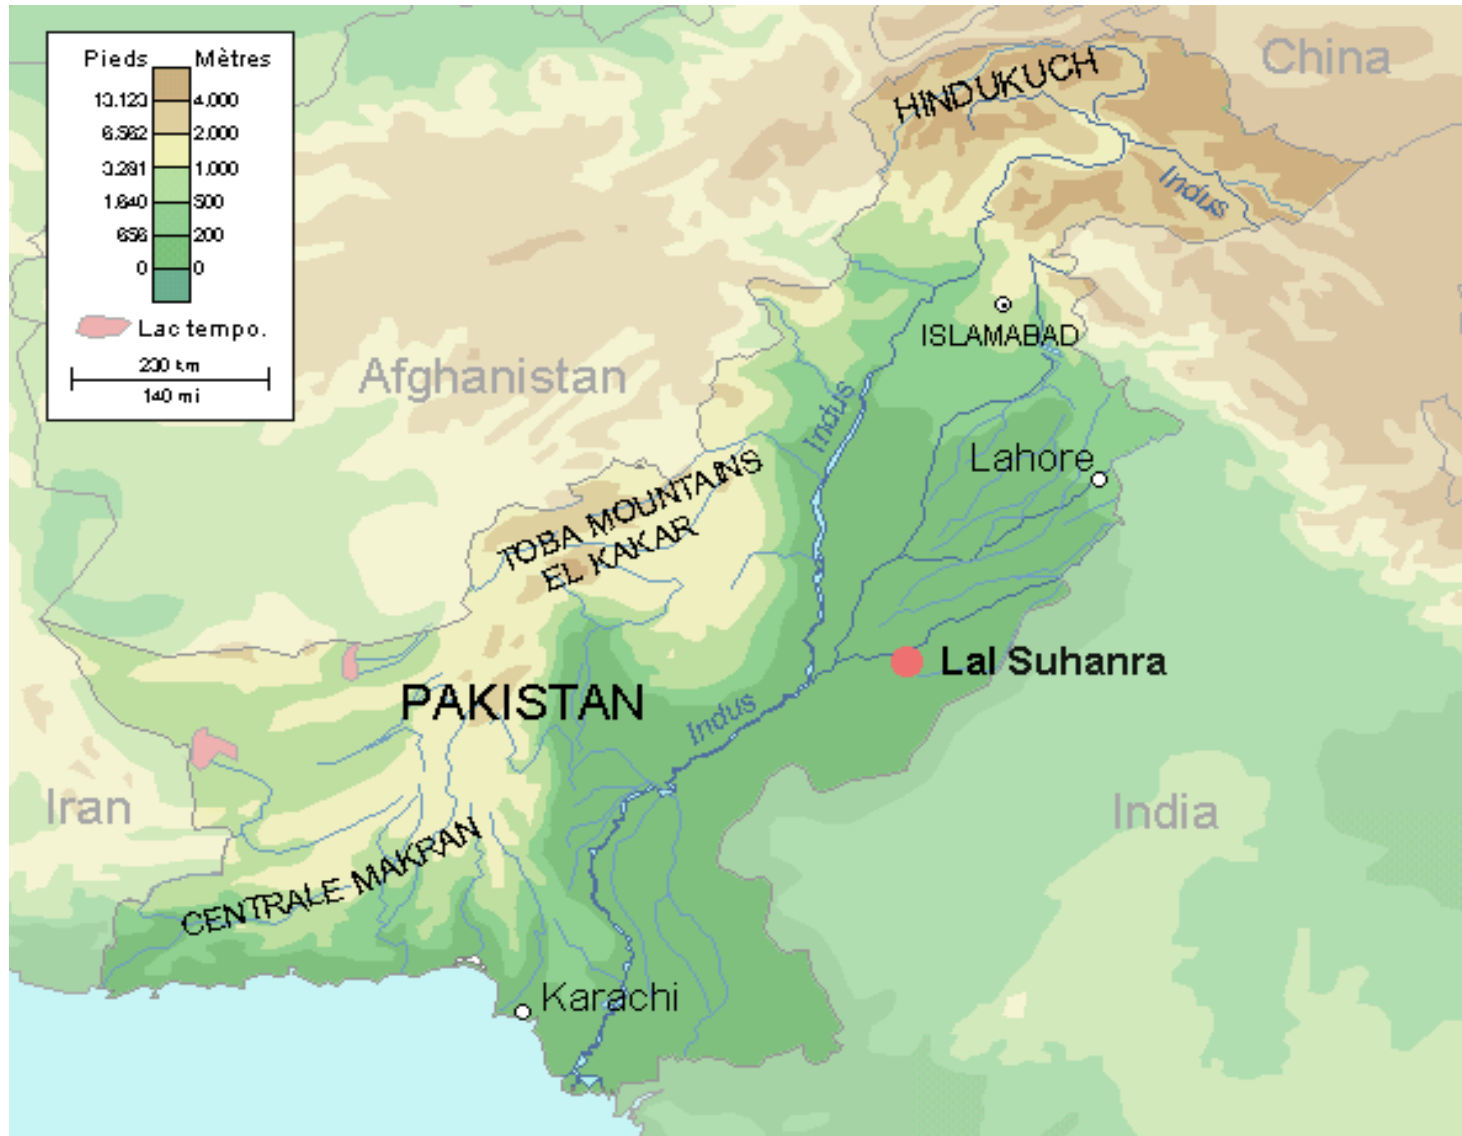 Pieds Mètres
13.123 4.000
6.562 2.000
3.281 1.000
1.640 500
656 200
0 0
Lac tempo.
230 km
140 mi
China
HINDUKUCH
Indus
ISLAMABAD
Afghanistan
Indus
Lahore
TOBA MOUNTAINS
EL KAKAR
Lal Suhanra
PAKISTAN
Indus
Iran
India
CENTRALE MAKRAN
Karachi